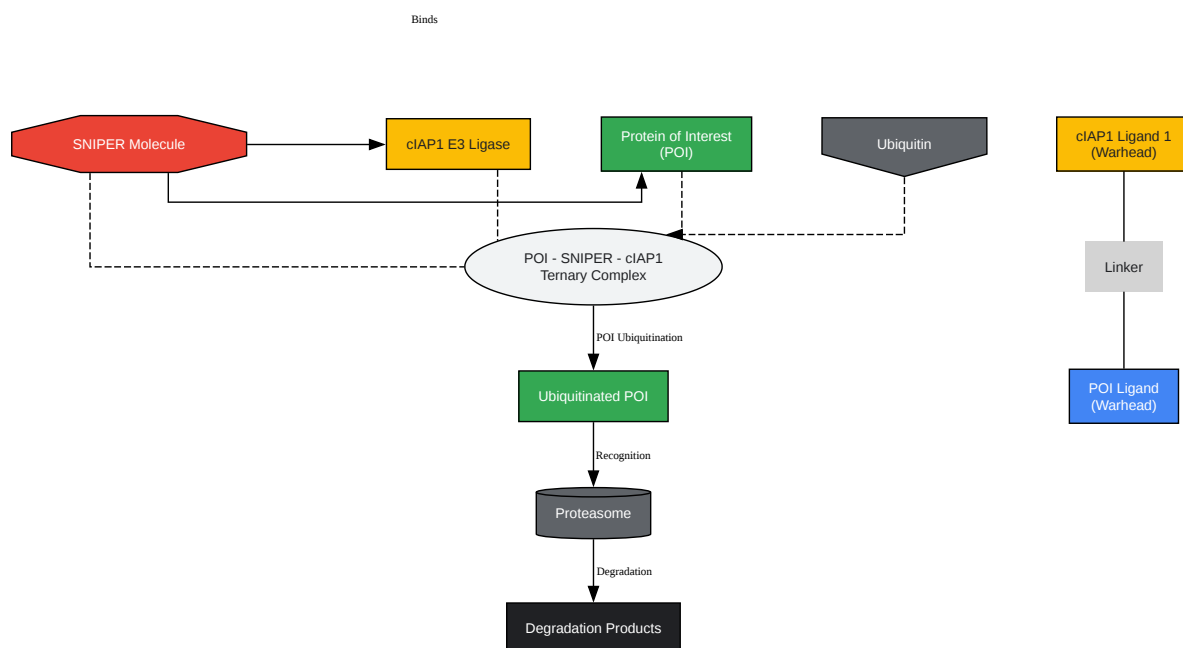 Binds
SNIPER Molecule
cIAP1 E3 Ligase
Protein of Interest
(POI)
Ubiquitin
cIAP1 Ligand 1
(Warhead)
POI - SNIPER - cIAP1
Ternary Complex
Linker
POI Ubiquitination
Ubiquitinated POI
POI Ligand
(Warhead)
Recognition
Proteasome
Degradation
Degradation Products